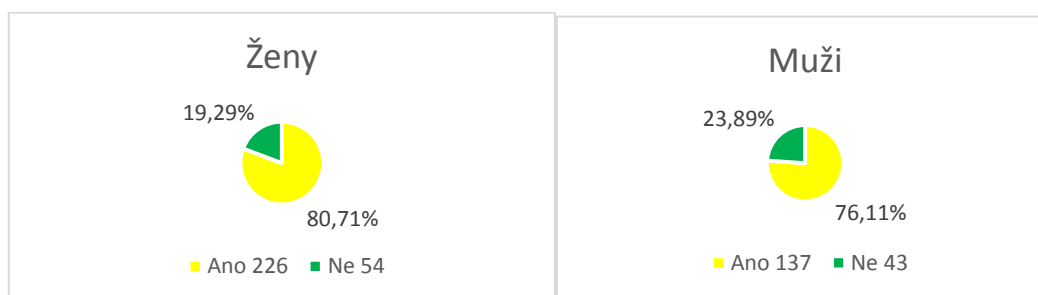 Ženy
19,29%
80,71%
Ano 226 Ne 54
Muži
23,89%
76,11%
Ano 137 Ne 43